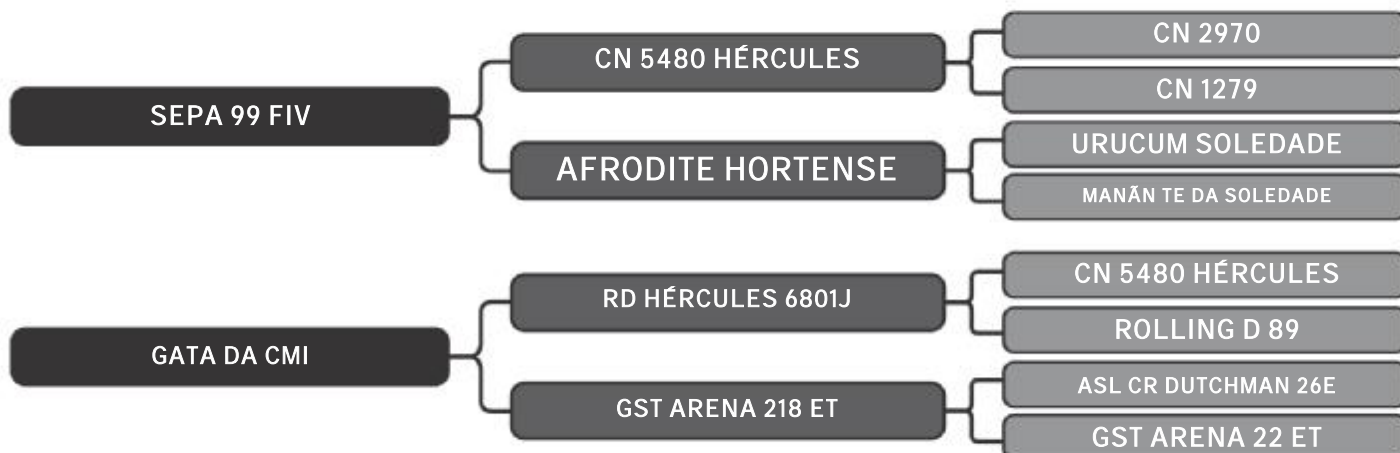 SEPA 99 FIV
CN 5480 HÉRCULES
AFRODITE HORTENSE
CN 2970
CN 1279
URUCUM SOLEDADE
MANÃN TE DA SOLEDADE
GATA DA CMI
RD HÉRCULES 6801J
GST ARENA 218 ET
CN 5480 HÉRCULES
ROLLING D 89
ASL CR DUTCHMAN 26E
GST ARENA 22 ET